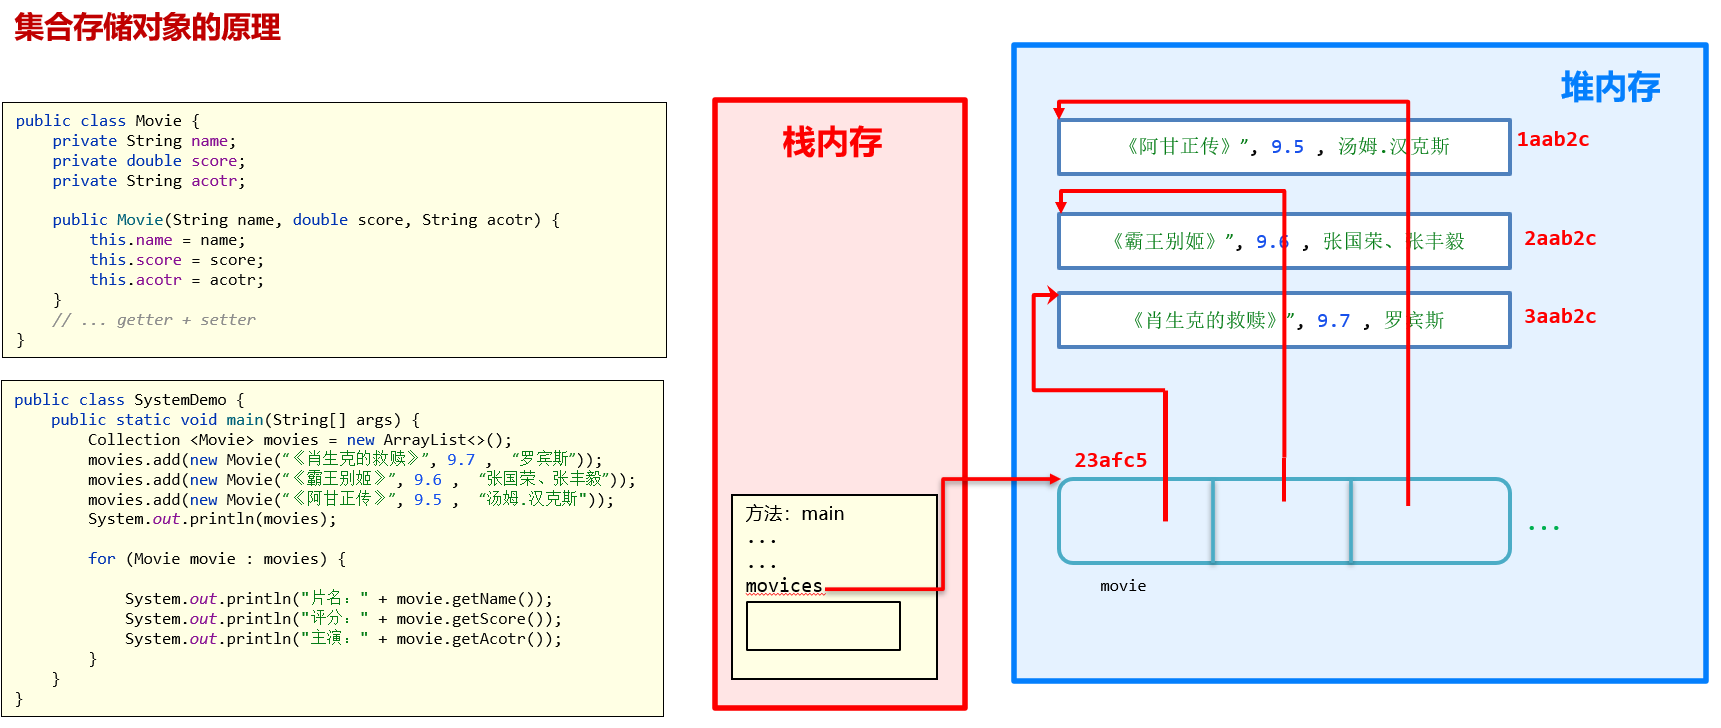 集合存储对象的原理
public class Movie {
    private String name;
    private double score;
    private String acotr;

    public Movie(String name, double score, String acotr) {
        this.name = name;
        this.score = score;
        this.acotr = acotr;
    }
    // ... getter + setter
}
public class SystemDemo {
    public static void main(String[] args) {
        Collection <Movie> movies = new ArrayList<>();
        movies.add(new Movie(“《肖生克的救赎》”, 9.7 ,  “罗宾斯”));
        movies.add(new Movie(“《霸王别姬》”, 9.6 ,  “张国荣、张丰毅”));
        movies.add(new Movie(“《阿甘正传》”, 9.5 ,  “汤姆.汉克斯"));
        System.out.println(movies);

        for (Movie movie : movies) {

            System.out.println("片名：" + movie.getName());
            System.out.println("评分：" + movie.getScore());
            System.out.println("主演：" + movie.getAcotr());
        }
    }
}
栈内存
方法：main
...
...
movices
堆内存
《阿甘正传》”, 9.5 , 汤姆.汉克斯
1aab2c
《霸王别姬》”, 9.6 , 张国荣、张丰毅
2aab2c
《肖生克的救赎》”, 9.7 , 罗宾斯
3aab2c
23afc5
...
movie